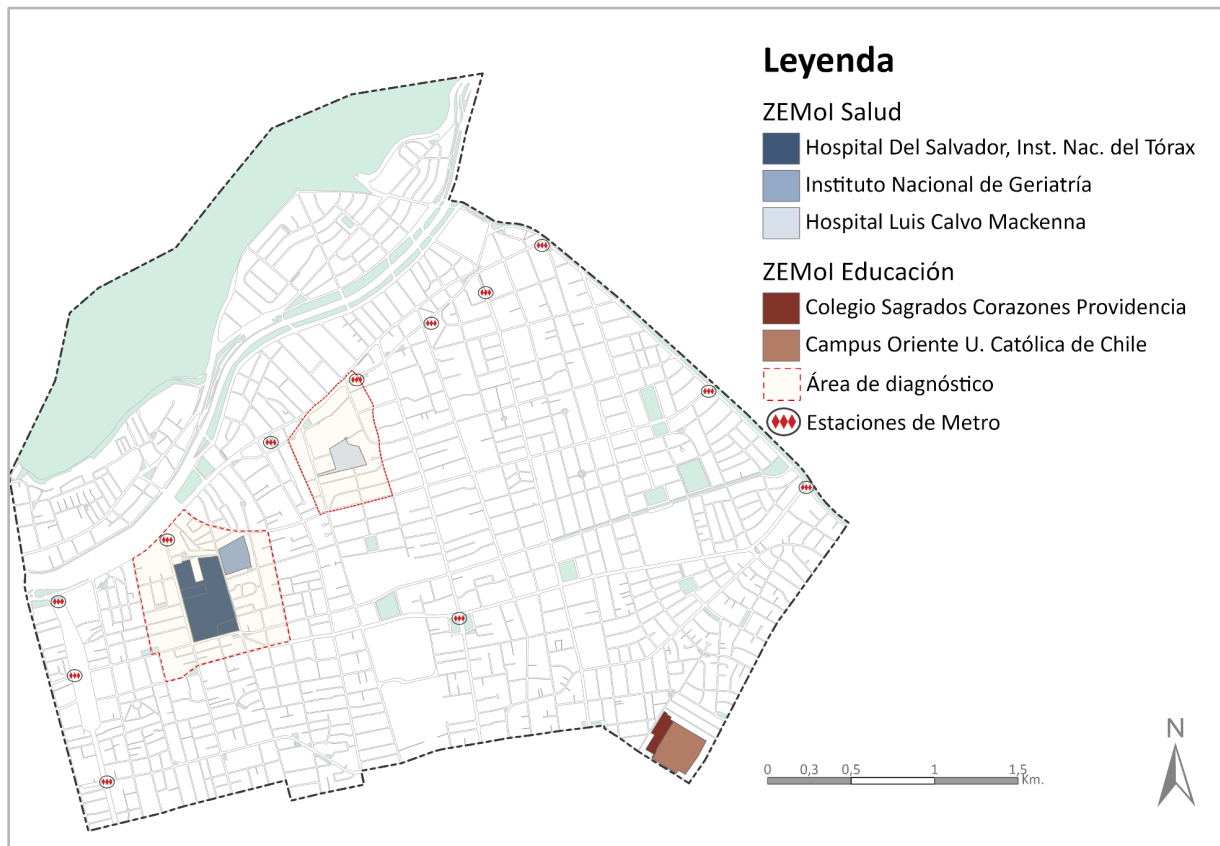 Leyenda
ZEMoI Salud
Hospital Del Salvador, Inst. Nac. del Tórax
Instituto Nacional de Geriatría
Hospital Luis Calvo Mackenna
ZEMoI Educación
Colegio Sagrados Corazones Providencia
Campus Oriente U. Católica de Chile
Área de diagnóstico
Estaciones de Metro
N
0 0,3 0,5 1 1,5
Km.